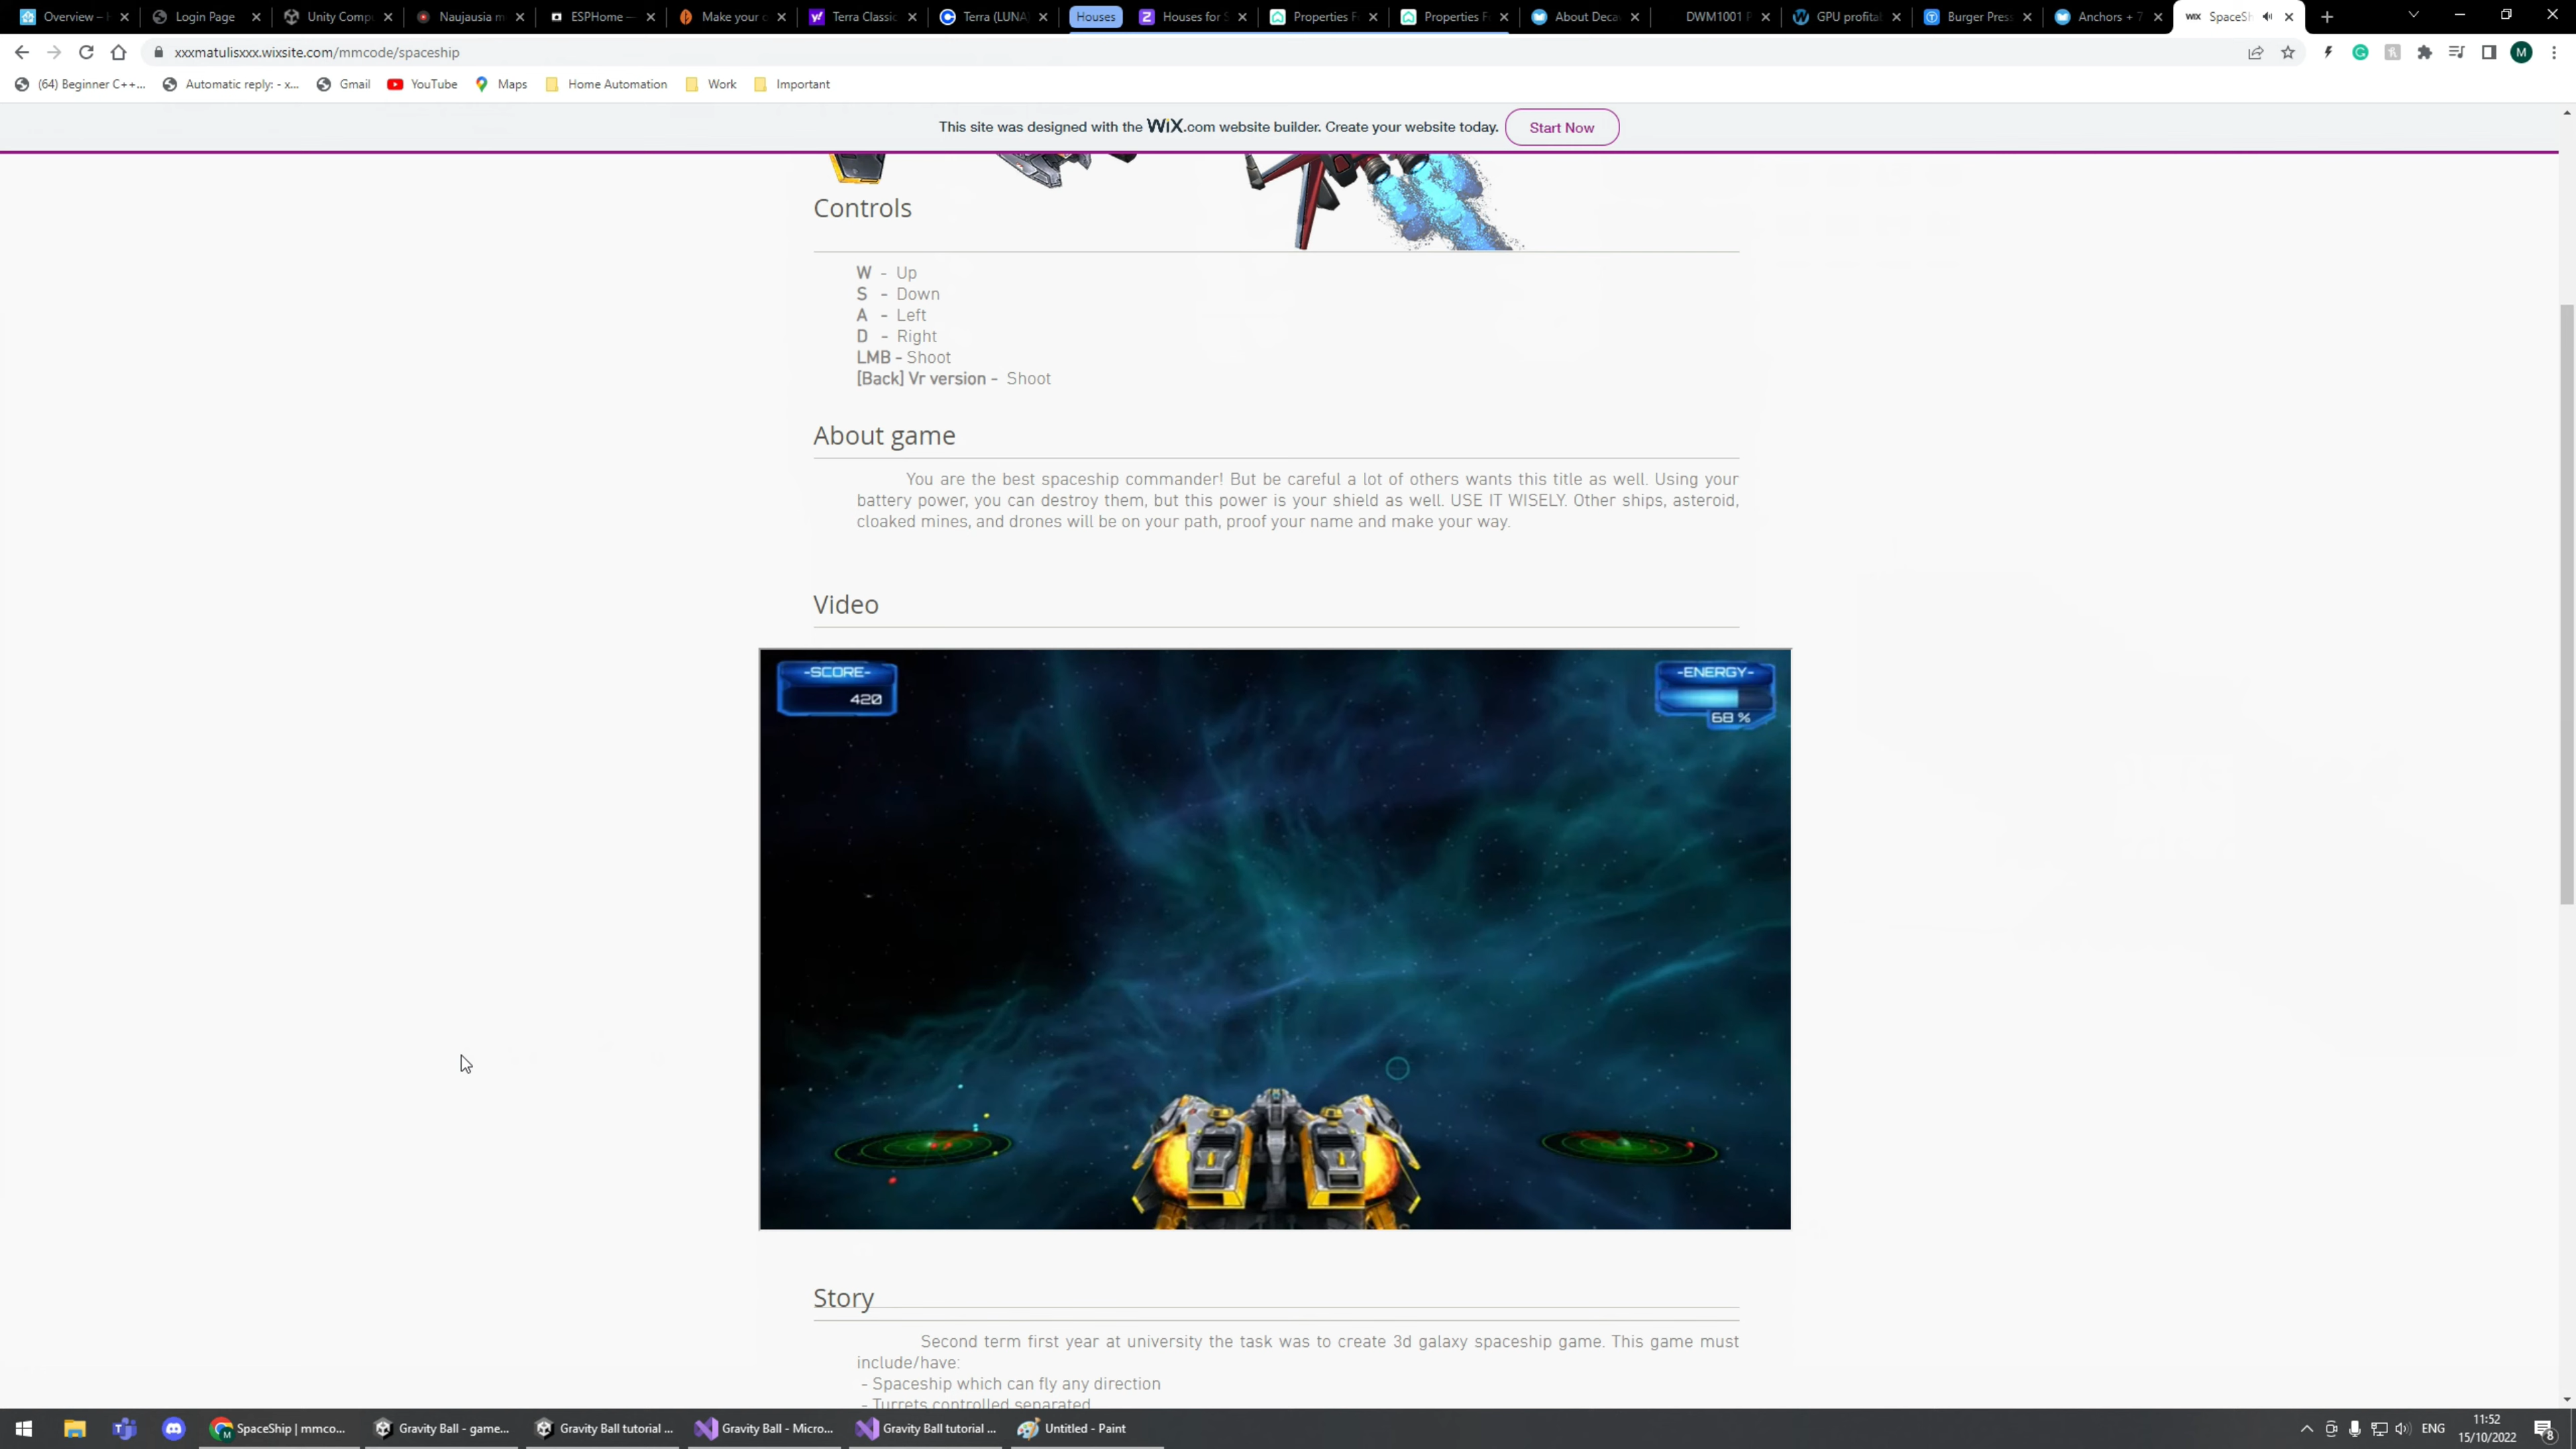 Overview – H
Login Page
Unity Compu
Naujausia m
ESPHome —
Make your o
Terra Classic
Terra (LUNA
Houses
Houses for S
Properties F
Properties F
About Deca
DWM1001 P
GPU profital
Burger Pres
Anchors + 7
WIX SpaceSh
xxxmatulisxxx.wixsite.com/mmcode/spaceship
M
(64) Beginner C++...
Automatic reply: - x...
Gmail
YouTube
Maps
Home Automation
Work
Important
This site was designed with the WiX.com website builder. Create your website today.
Start Now
Controls
W - Up
S - Down
A - Left
D - Right
LMB - Shoot
[Back] Vr version - Shoot
About game
You are the best spaceship commander! But be careful a lot of others wants this title as well. Using your
battery power, you can destroy them, but this power is your shield as well. USE IT WISELY. Other ships, asteroid,
cloaked mines, and drones will be on your path, proof your name and make your way.
Video
-SCORE-
420
-ENERGY-
68 %
Story
Second term first year at university the task was to create 3d galaxy spaceship game. This game must
include/have:
- Spaceship which can fly any direction
- Turrets controlled separated
SpaceShip | mmco...
Gravity Ball - game...
Gravity Ball tutorial ...
Gravity Ball - Micro...
Gravity Ball tutorial ...
Untitled - Paint
ENG
11:52
15/10/2022
8